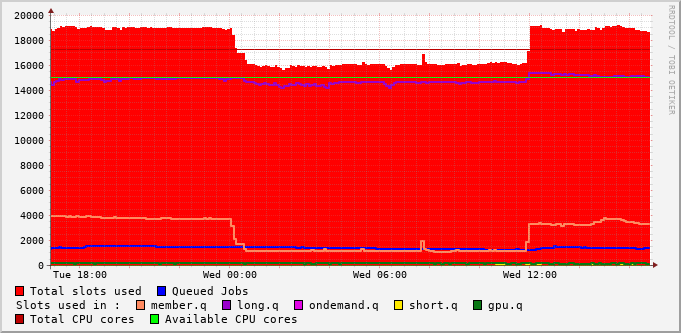 20000
18000
16000
14000
12000
10000
8000
6000
4000
2000
0
Tue 18:00 Wed 00:00 Wed 06:00 Wed 12:00
RRDTOOL / TOBI OETIKER
Total slots used Queued Jobs
Slots used in : member.q long.q ondemand.q short.q gpu.q
Total CPU cores Available CPU cores